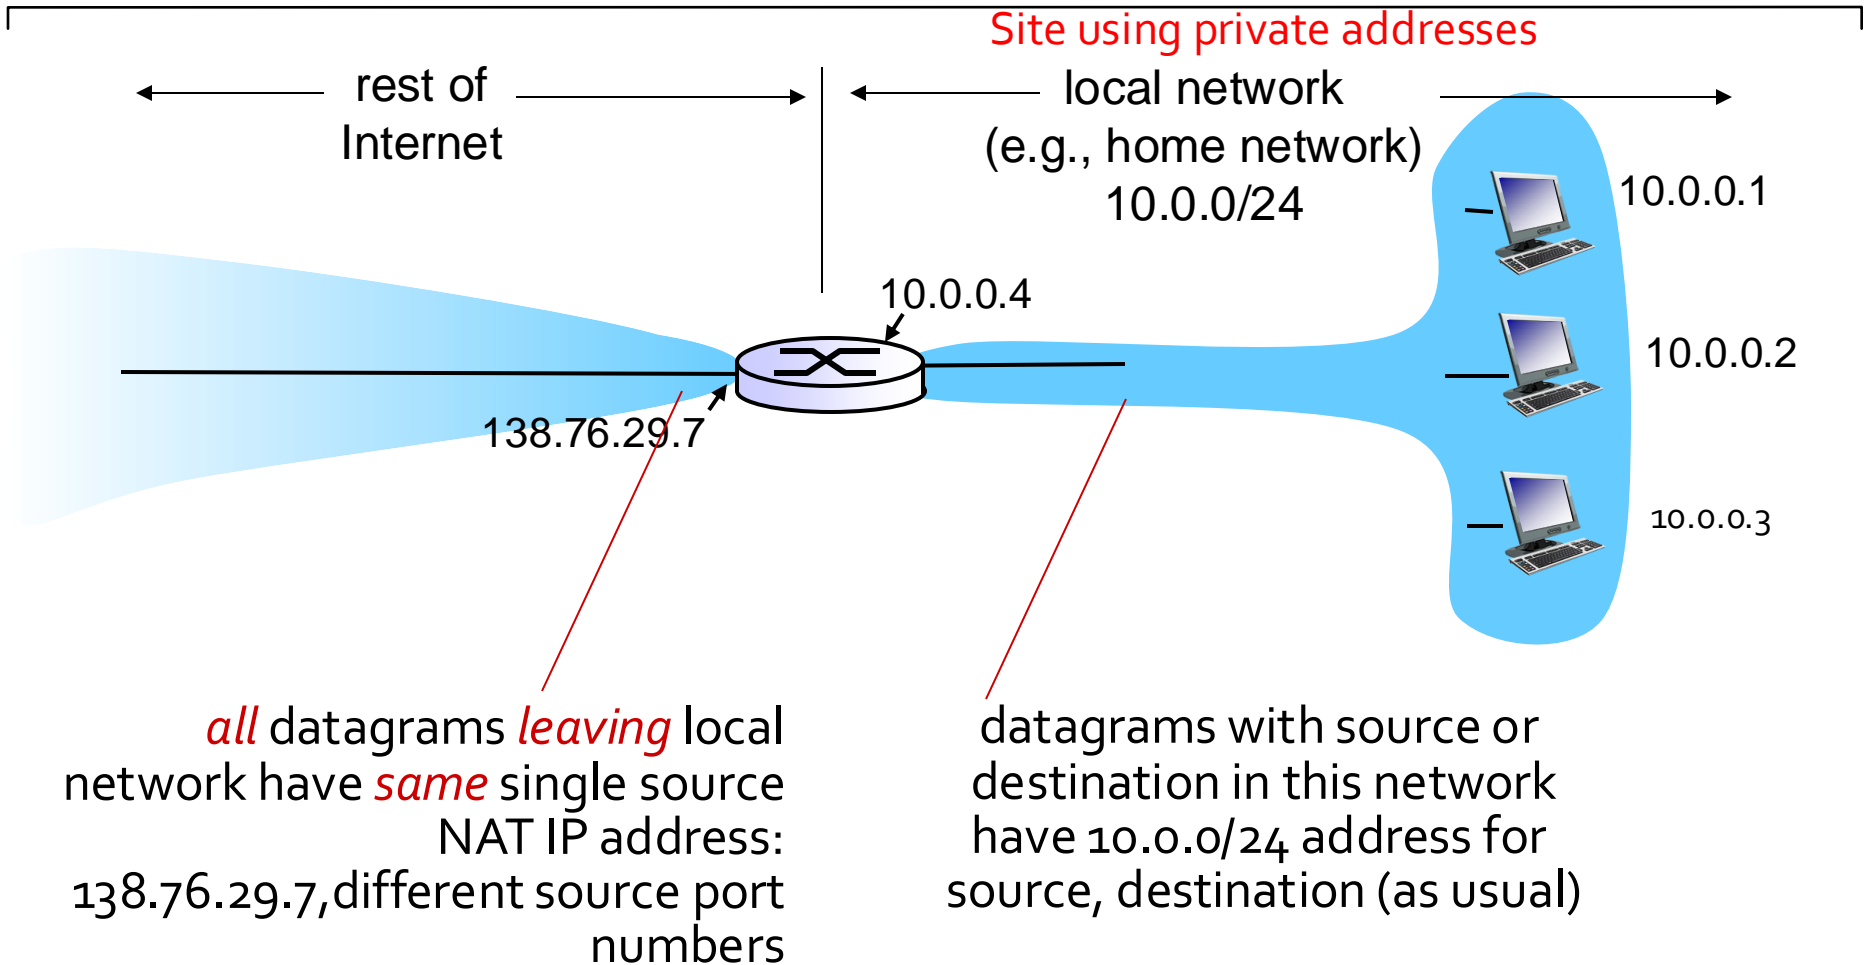 Site using private addresses
rest of
Internet
local network
(e.g., home network)
10.0.0/24
10.0.0.1
10.0.0.4
10.0.0.2
138.76.29.7
10.0.0.3
all datagrams leaving local
network have same single source
NAT IP address:
138.76.29.7,different source port
numbers
datagrams with source or
destination in this network
have 10.0.0/24 address for
source, destination (as usual)